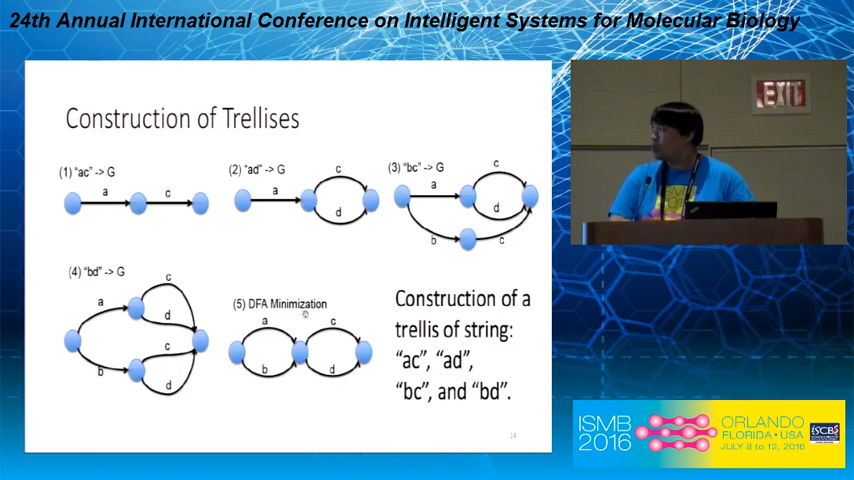 24th Annual International Conference on Intelligent Systems for Molecular Biology
EXIT
Construction of Trellises
(1) "ac" -> G
a c
(2) "ad" -> G
a c d
(3) "bc" -> G
a c d b c
(4) "bd" -> G
a c d b c d
(5) DFA Minimization
a c b d
Construction of a
trellis of string:
"ac", "ad",
"bc", and "bd".
14
ISMB
2016
ORLANDO
FLORIDA • USA
JULY 8 to 12, 2016
ISCB